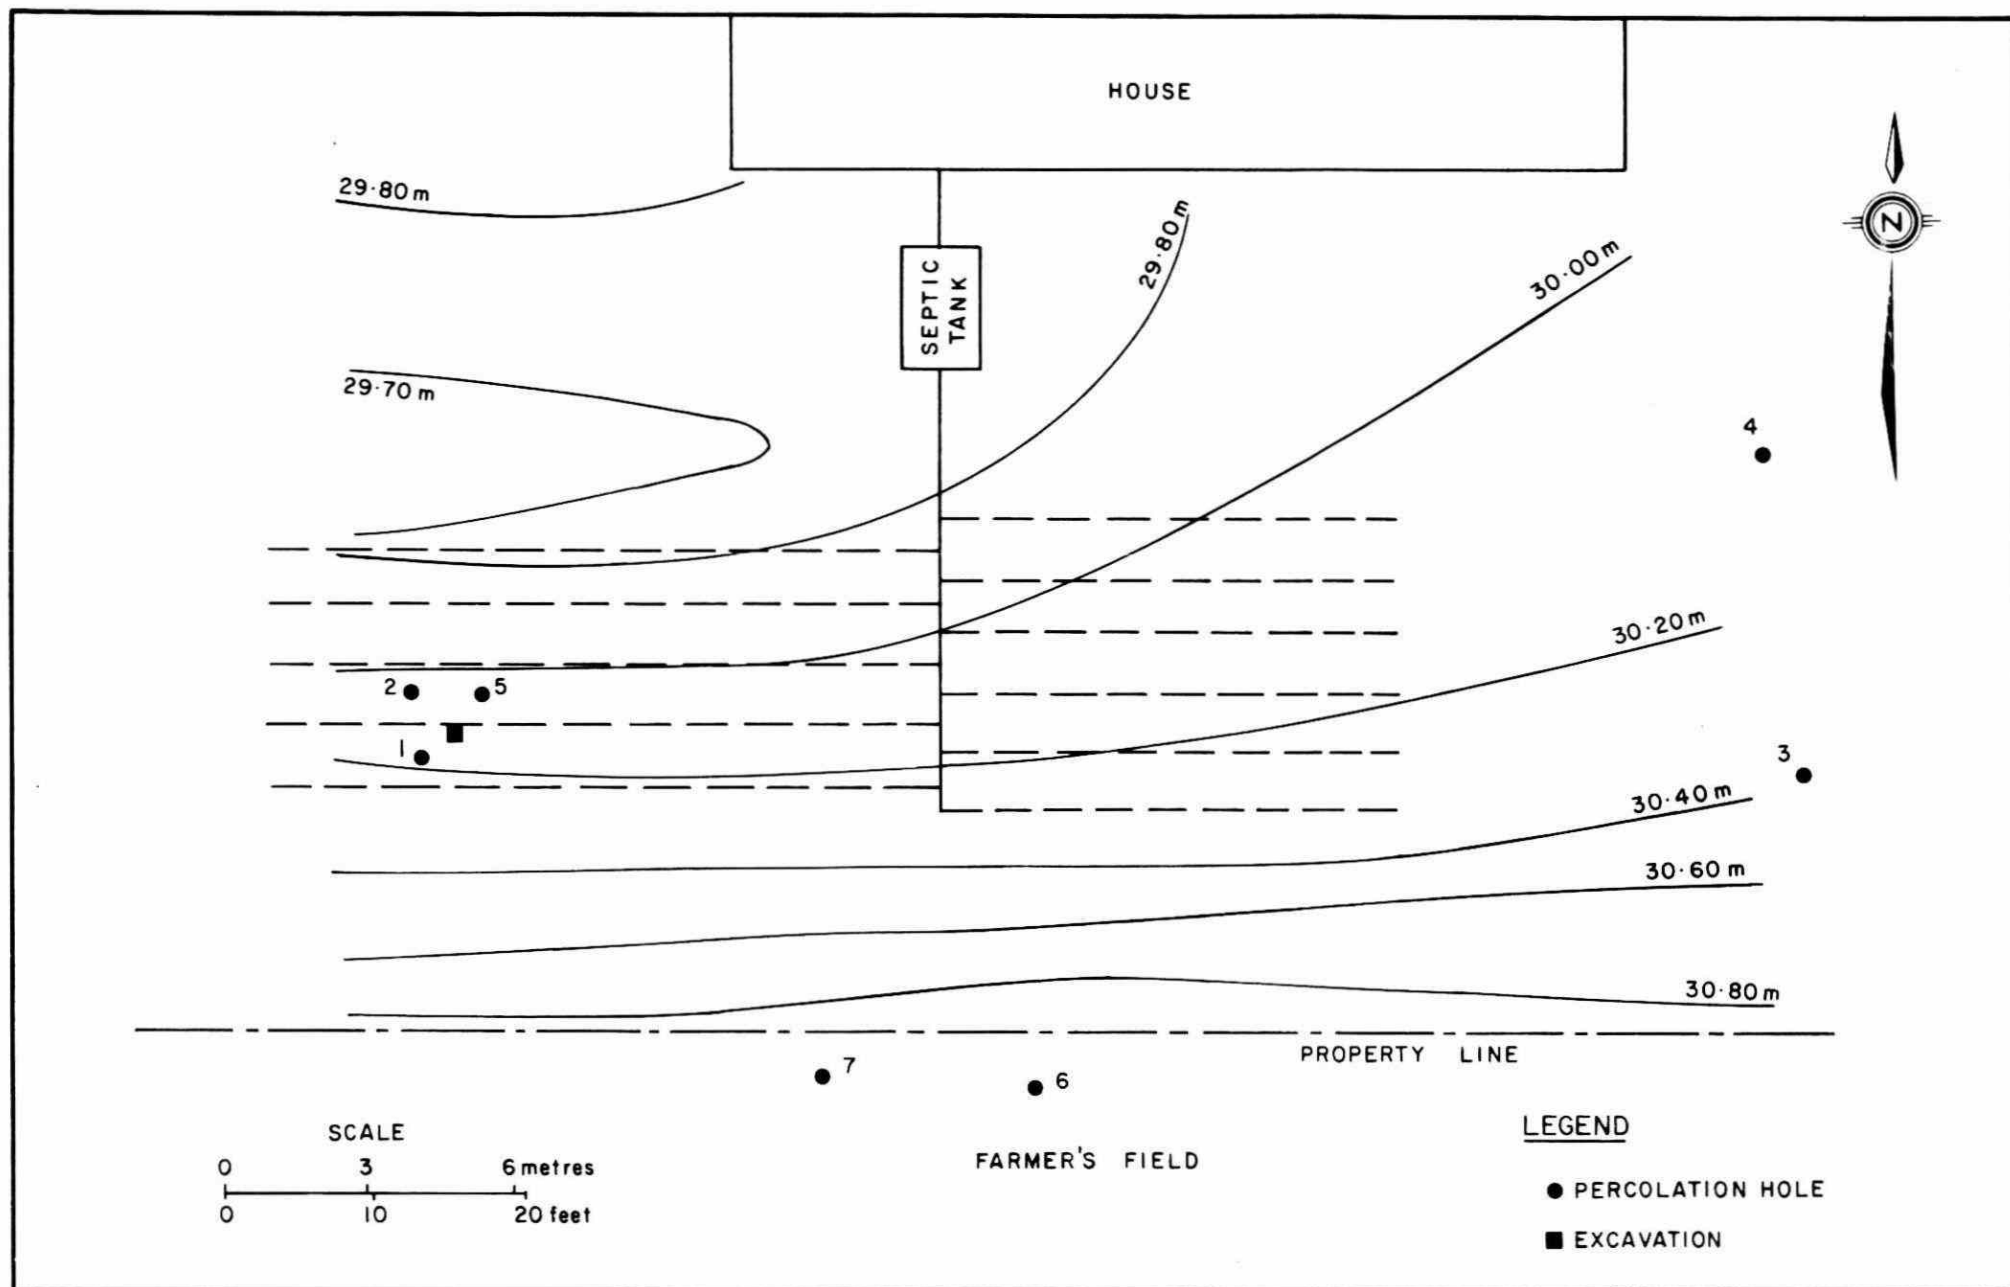 HOUSE
29·80 m
29·80 m
SEPTIC
TANK
30·00 m
N
29·70 m
4
30·20 m
2
5
1
3
30·40 m
30·60 m
30·80 m
PROPERTY LINE
7
6
SCALE
0 3 6 metres
0 10 20 feet
FARMER'S FIELD
LEGEND
PERCOLATION HOLE
EXCAVATION